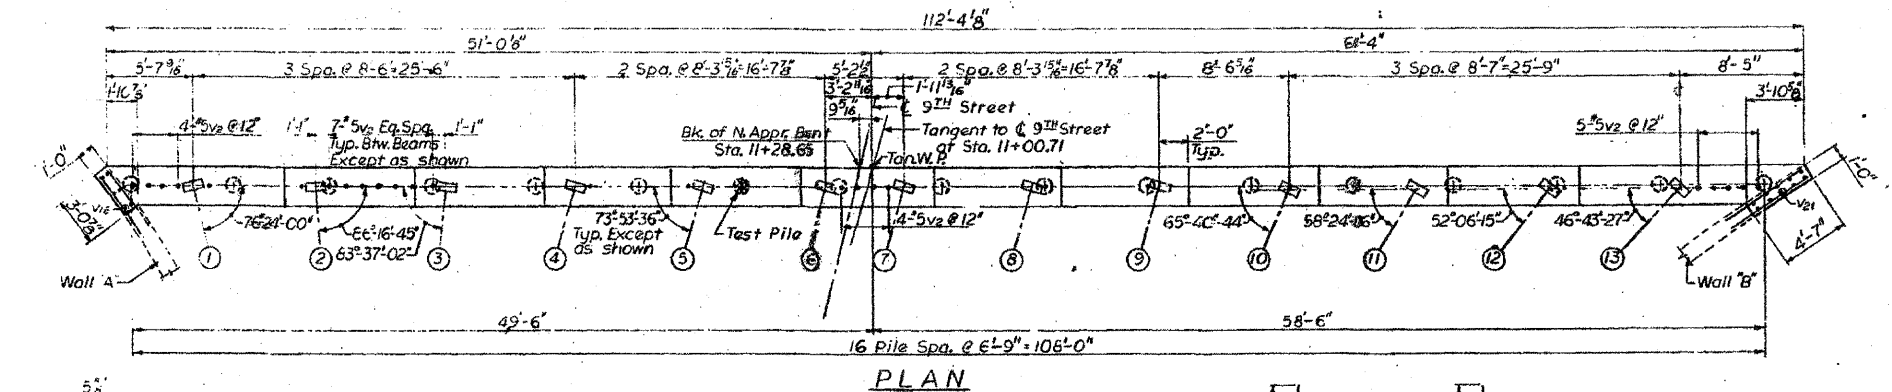 112'-4⅛"
51'-0⅛" 61'-4"
5'-7 9/16" 3 Spa. @ 8'-6"=25'-6" 2 Spa. @ 8'-3 15/16"=16'-7⅞" 5'-2½" 2 Spa. @ 8'-3 15/16"=16'-7⅞" 8'-6 5/16" 3 Spa. @ 8'-7"=25'-9" 8'-5"
1'-10⅞" 3'-2 11/16" 1'-11 13/16" 3'-10⅝"
9 5/16" ℄ 9TH Street
4-#5v2 @ 12" 1'-1" 7-#5v2 Eq. Spa. 1'-1" Bk. of N. Appr. Bent Tangent to ℄ 9TH Street 2'-0" 5-#5v2 @ 12"
Typ. Btw. Beams Sta. 11+28.65 at Sta. 11+00.71 Typ.
Except as shown Tan. W.P.
1'-0" 1'-0"
3'-0⅞" v16 v21
76°-24'-00" 66°-16'-45" 73°-53'-36" 4-#5v2 @ 12" 65°-40'-44" 58°-24'-06" 52°-06'-15" 46°-43'-27" 4'-7"
63°-37'-02" Typ. Except Test Pile
as shown
1 2 3 4 5 6 7 8 9 10 11 12 13
Wall "A" Wall "B"
49'-6" 58'-6"
16 Pile Spa. @ 6'-9" = 108'-0"
PLAN